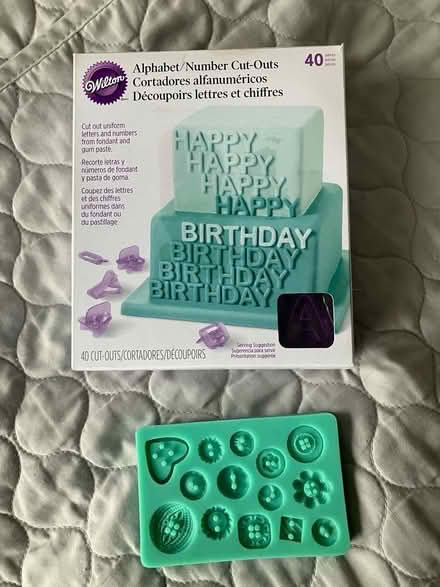 Wilton
Alphabet/Number Cut-Outs
Cortadores alfanuméricos
Découpoirs lettres et chiffres
40
Cut out uniform
letters and numbers
from fondant and
gum paste.
Recorte letras y
números de fondant
y pasta de goma.
Coupez des lettres
et des chiffres
uniformes dans
du fondant ou
du pastillage
HAPPY
HAPPY
HAPPY
HAPPY
BIRTHDAY
BIRTHDAY
BIRTHDAY
BIRTHDAY
A
Serving Suggestion
Sugerencia para servir
Présentation suggérée
40 CUT-OUTS/CORTADORES/DÉCOUPOIRS